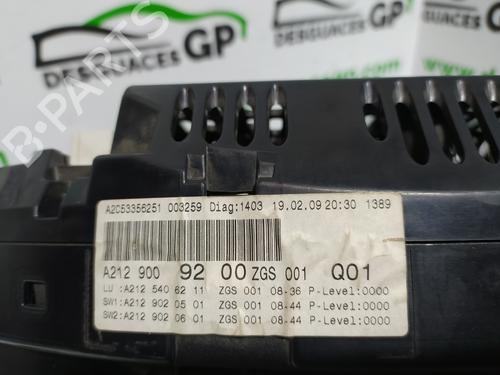 DESGUACES GP
DESGUACES GP
B-PARTS
A2C53356251 003259 Diag:1403 19.02.09 20:30 1389
A212 900 92 00 ZGS 001 Q01
LU :A212 540 62 11 ZGS 001 08-36 P-Level:0000
SW1:A212 902 05 01 ZGS 001 08-44 P-Level:0000
SW2:A212 902 06 01 ZGS 001 08-44 P-Level:0000